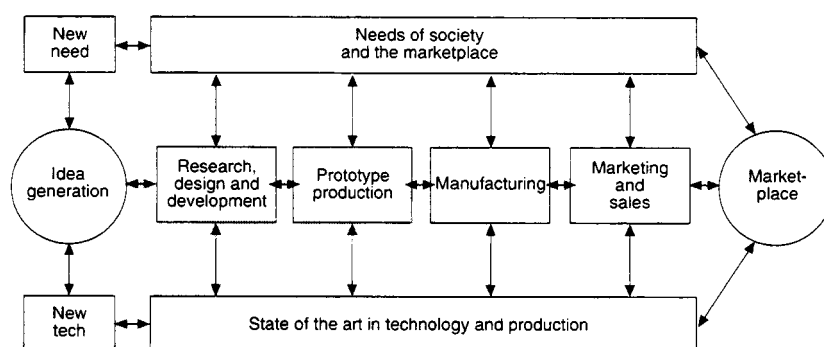 New
need
Needs of society
and the marketplace
Idea
generation
Research,
design and
development
Prototype
production
Manufacturing
Marketing
and
sales
Market-
place
New
tech
State of the art in technology and production